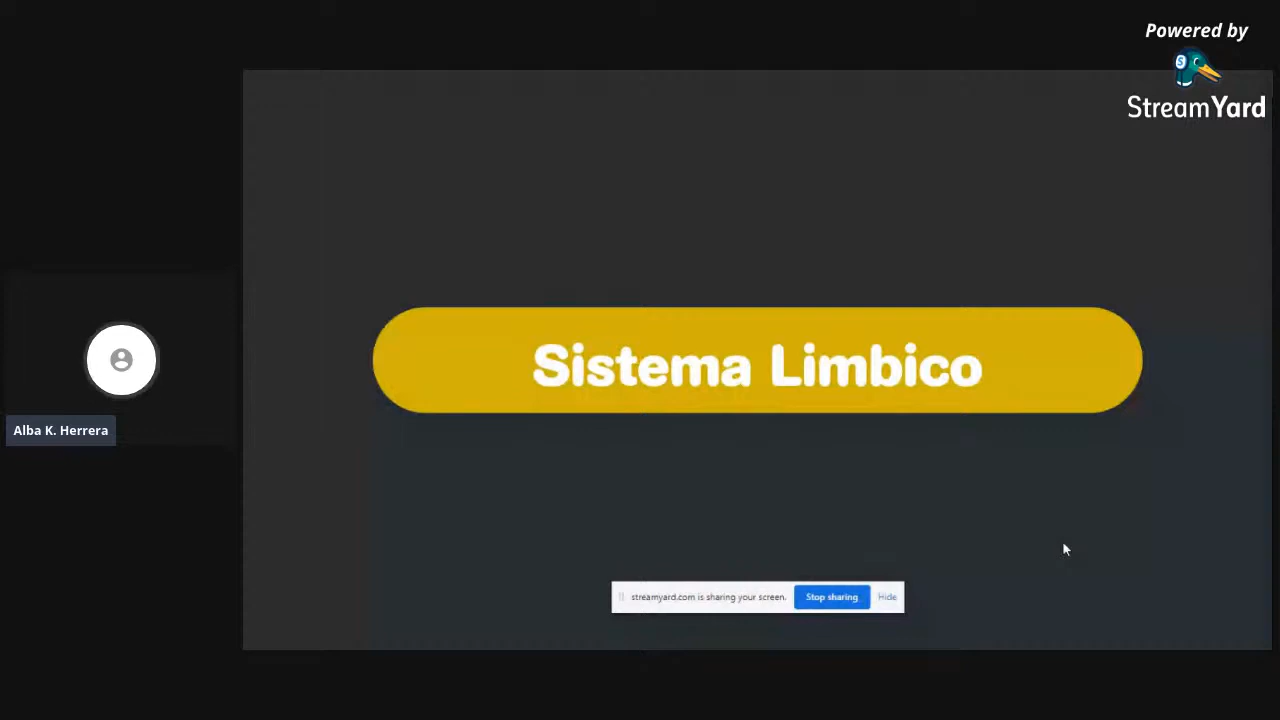 Powered by
StreamYard
Sistema Limbico
Alba K. Herrera
streamyard.com is sharing your screen.
Stop sharing
Hide